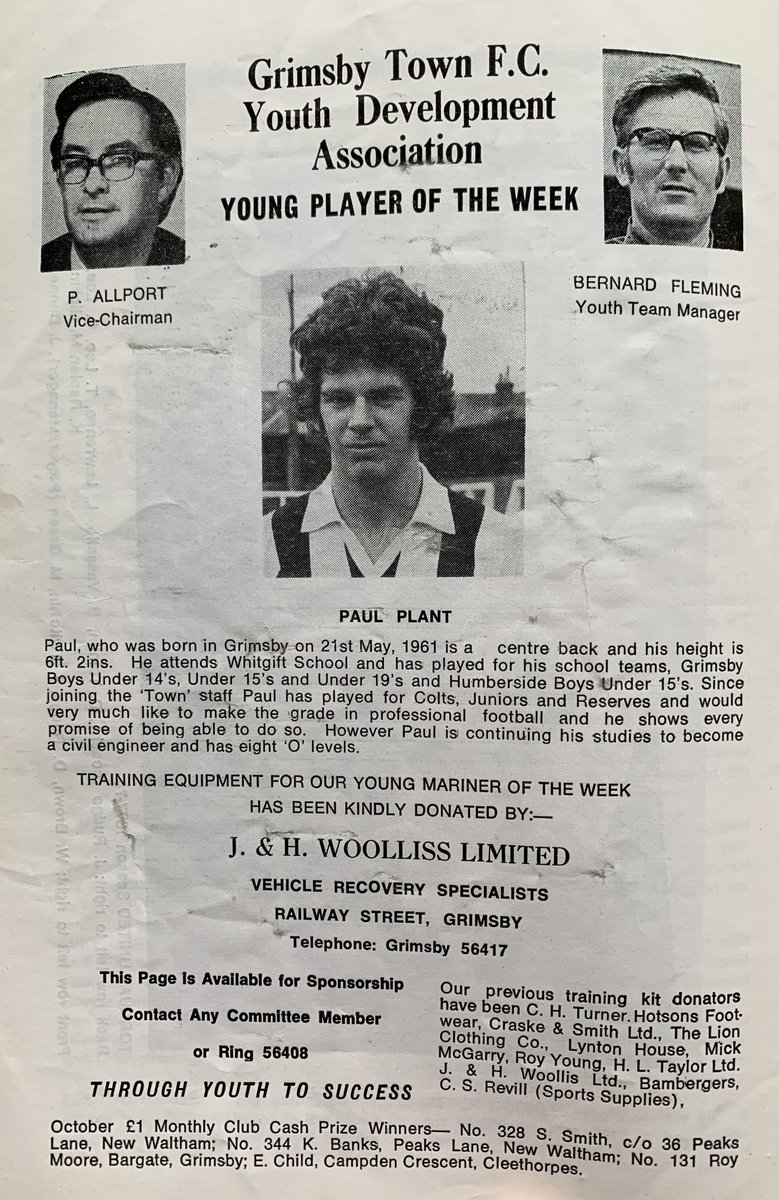 Grimsby Town F.C.
Youth Development
Association
YOUNG PLAYER OF THE WEEK
P. ALLPORT
Vice-Chairman
BERNARD FLEMING
Youth Team Manager
PAUL PLANT
Paul, who was born in Grimsby on 21st May, 1961 is a centre back and his height is
6ft. 2ins. He attends Whitgift School and has played for his school teams, Grimsby
Boys Under 14's, Under 15's and Under 19's and Humberside Boys Under 15's. Since
joining the 'Town' staff Paul has played for Colts, Juniors and Reserves and would
very much like to make the grade in professional football and he shows every
promise of being able to do so. However Paul is continuing his studies to become
a civil engineer and has eight 'O' levels.
TRAINING EQUIPMENT FOR OUR YOUNG MARINER OF THE WEEK
HAS BEEN KINDLY DONATED BY:—
J. & H. WOOLLISS LIMITED
VEHICLE RECOVERY SPECIALISTS
RAILWAY STREET, GRIMSBY
Telephone: Grimsby 56417
This Page Is Available for Sponsorship
Contact Any Committee Member
or Ring 56408
THROUGH YOUTH TO SUCCESS
Our previous training kit donators
have been C. H. Turner. Hotsons Foot-
wear, Craske & Smith Ltd., The Lion
Clothing Co., Lynton House, Mick
McGarry, Roy Young, H. L. Taylor Ltd.
J. & H. Woollis Ltd., Bambergers,
C. S. Revill (Sports Supplies),
October £1 Monthly Club Cash Prize Winners— No. 328 S. Smith, c/o 36 Peaks
Lane, New Waltham; No. 344 K. Banks, Peaks Lane, New Waltham; No. 131 Roy
Moore, Bargate, Grimsby; E. Child, Campden Crescent, Cleethorpes.